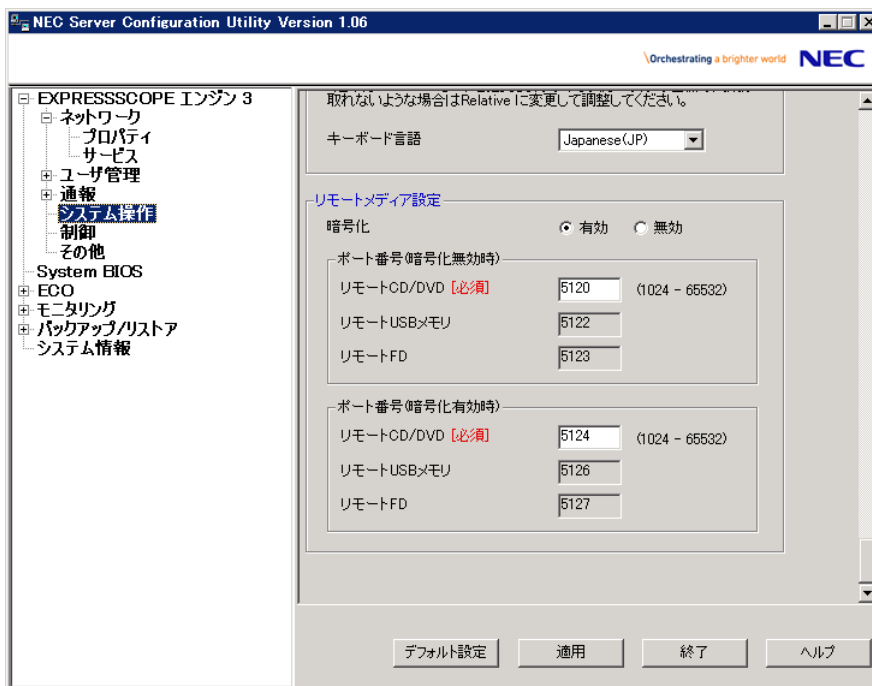 NEC Server Configuration Utility Version 1.06
\Orchestrating a brighter world NEC
EXPRESSSCOPE エンジン 3
ネットワーク
プロパティ
サービス
ユーザ管理
通報
システム操作
制御
その他
System BIOS
ECO
モニタリング
バックアップ/リストア
システム情報
取れないような場合はRelative に変更して調整してください。
キーボード言語 Japanese(JP)
リモートメディア設定
暗号化 有効 無効
ポート番号(暗号化無効時)
リモートCD/DVD [必須] 5120 (1024 - 65532)
リモートUSBメモリ 5122
リモートFD 5123
ポート番号(暗号化有効時)
リモートCD/DVD [必須] 5124 (1024 - 65532)
リモートUSBメモリ 5126
リモートFD 5127
デフォルト設定 適用 終了 ヘルプ